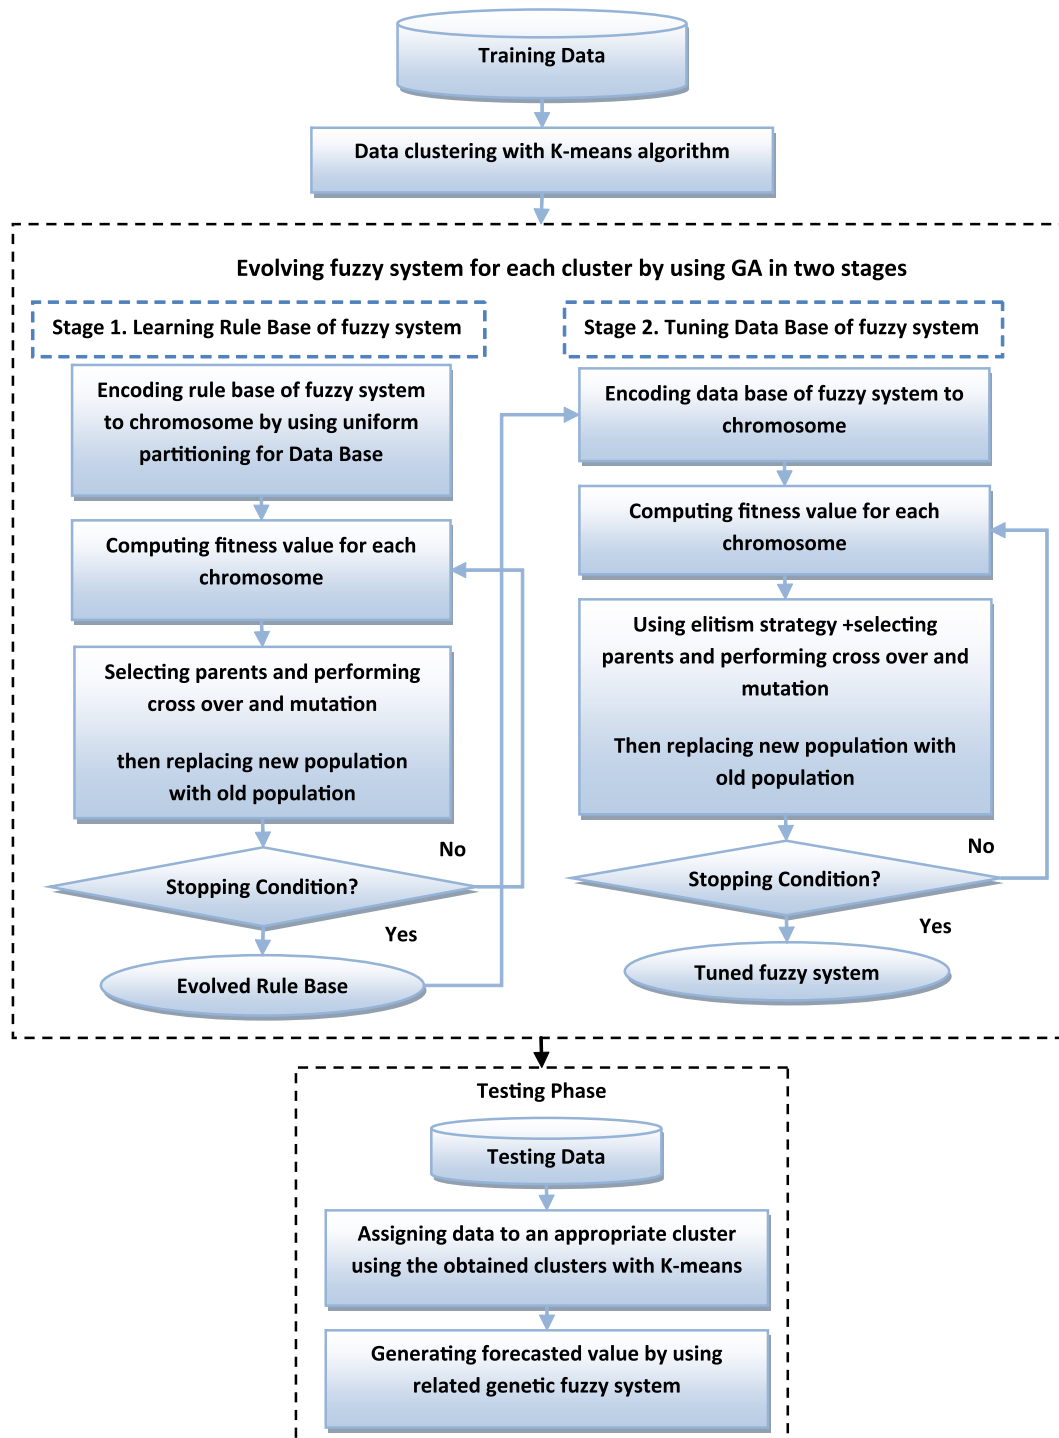 Training Data
Data clustering with K-means algorithm
Evolving fuzzy system for each cluster by using GA in two stages
Stage 1. Learning Rule Base of fuzzy system
Encoding rule base of fuzzy system
to chromosome by using uniform
partitioning for Data Base
Computing fitness value for each
chromosome
Selecting parents and performing
cross over and mutation
then replacing new population
with old population
No
Stopping Condition?
Yes
Evolved Rule Base
Stage 2. Tuning Data Base of fuzzy system
Encoding data base of fuzzy system to
chromosome
Computing fitness value for each
chromosome
Using elitism strategy +selecting
parents and performing cross over and
mutation
Then replacing new population with
old population
No
Stopping Condition?
Yes
Tuned fuzzy system
Testing Phase
Testing Data
Assigning data to an appropriate cluster
using the obtained clusters with K-means
Generating forecasted value by using
related genetic fuzzy system